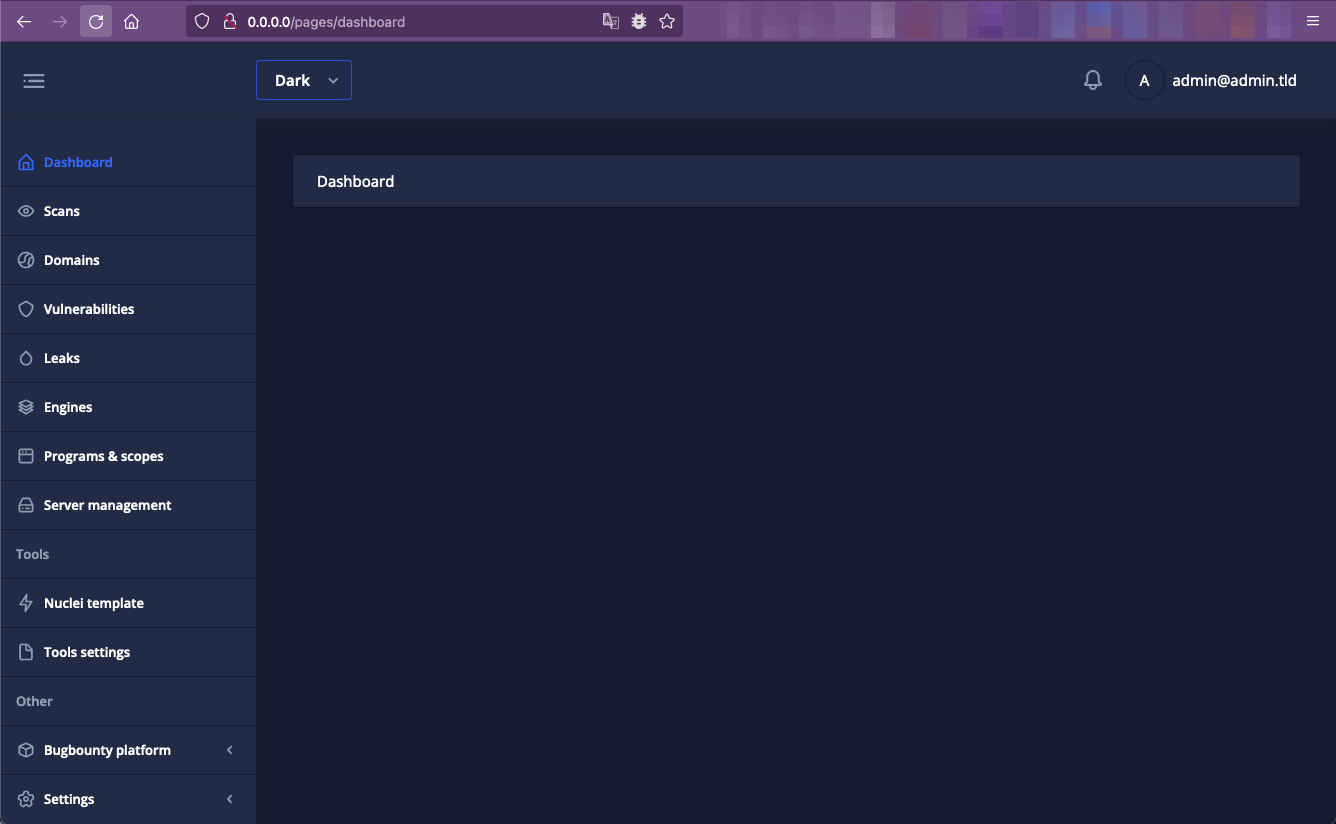 0.0.0.0/pages/dashboard
Dark
A admin@admin.tld
Dashboard
Scans
Domains
Vulnerabilities
Leaks
Engines
Programs & scopes
Server management
Tools
Nuclei template
Tools settings
Other
Bugbounty platform
Settings
Dashboard